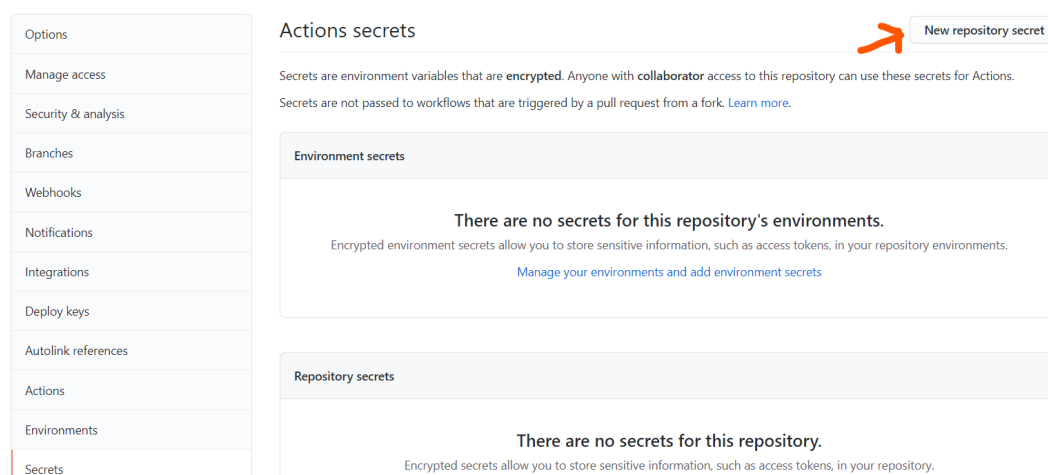 Options
Manage access
Security & analysis
Branches
Webhooks
Notifications
Integrations
Deploy keys
Autolink references
Actions
Environments
Secrets
Actions secrets
New repository secret
Secrets are environment variables that are encrypted. Anyone with collaborator access to this repository can use these secrets for Actions.
Secrets are not passed to workflows that are triggered by a pull request from a fork. Learn more.
Environment secrets
There are no secrets for this repository's environments.
Encrypted environment secrets allow you to store sensitive information, such as access tokens, in your repository environments.
Manage your environments and add environment secrets
Repository secrets
There are no secrets for this repository.
Encrypted secrets allow you to store sensitive information, such as access tokens, in your repository.